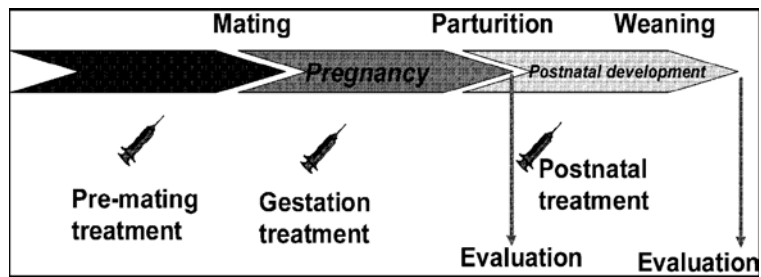 Mating Parturition Weaning
Pregnancy Postnatal development
Pre-mating
treatment
Gestation
treatment
Postnatal
treatment
Evaluation Evaluation